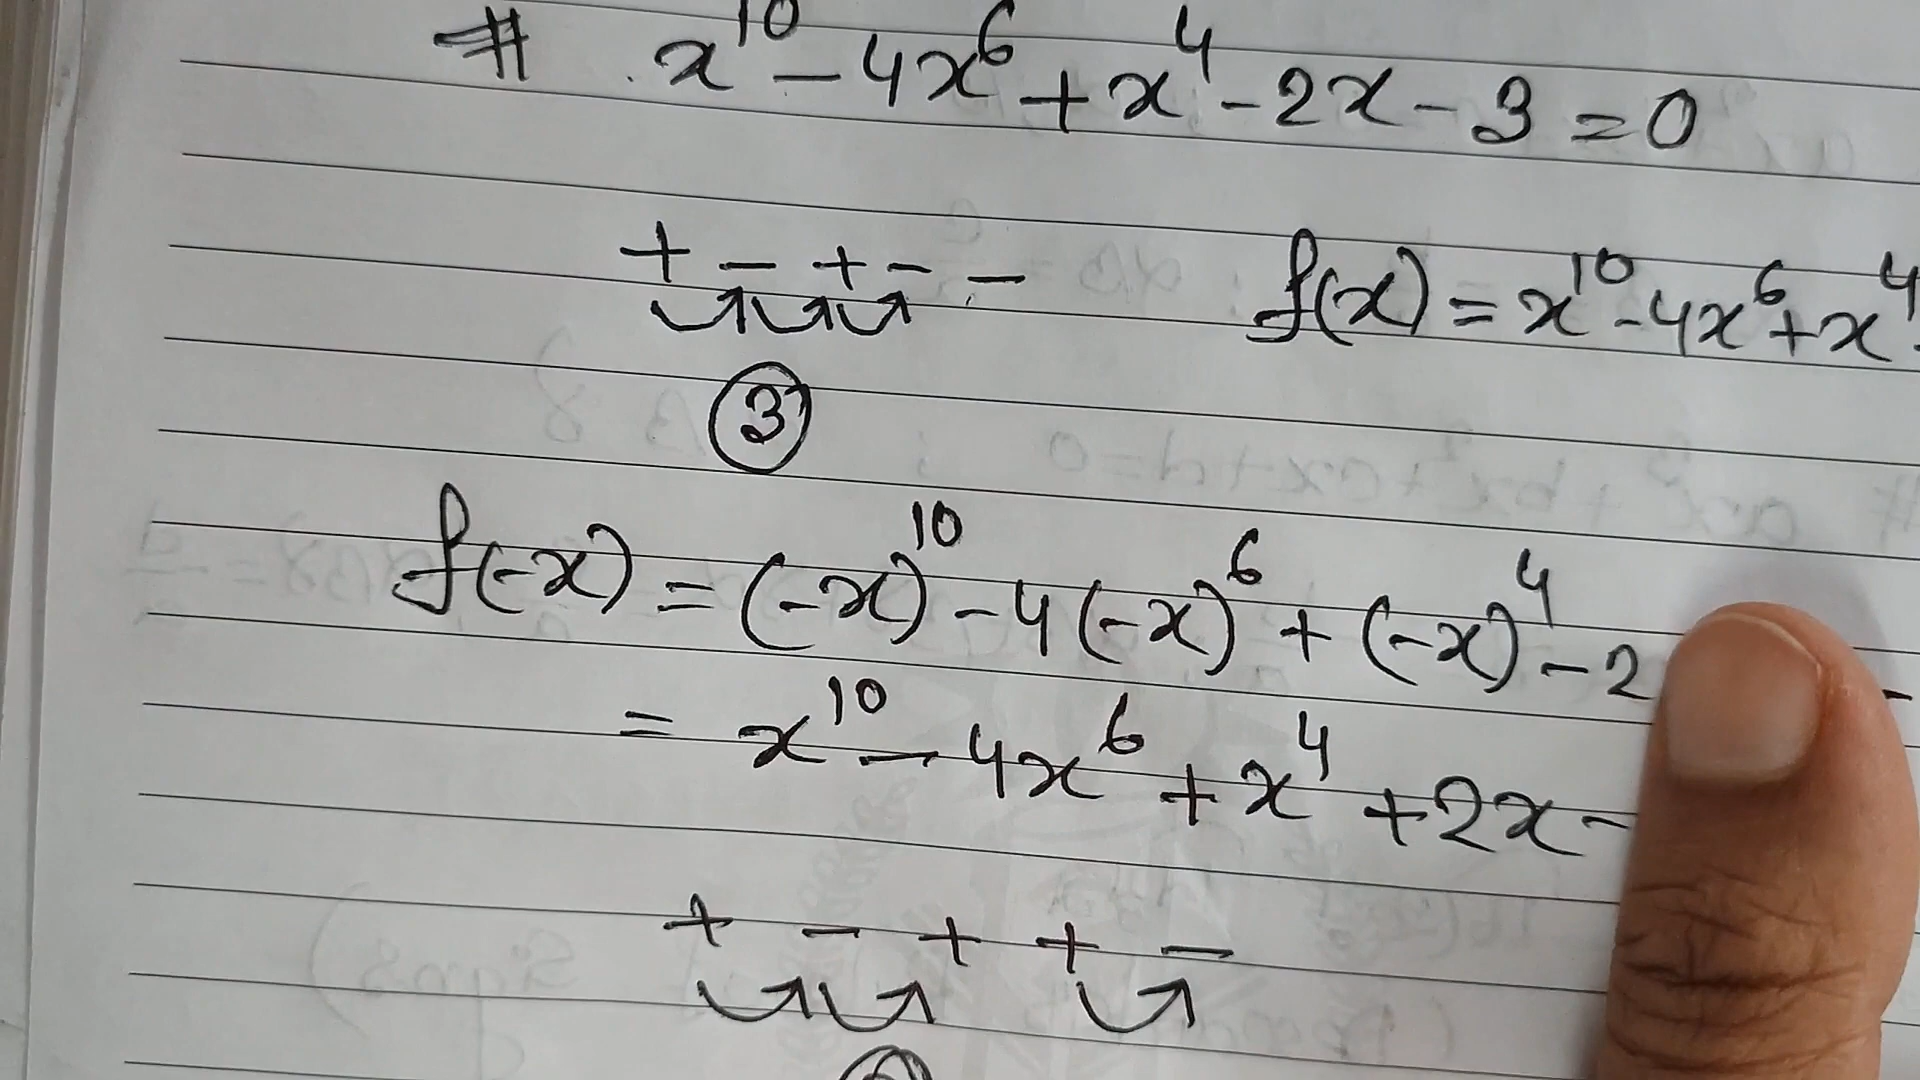 # x^10 - 4x^6 + x^4 - 2x - 3 = 0
+ - + - - f(x) = x^10 - 4x^6 + x^4
3
f(-x) = (-x)^10 - 4(-x)^6 + (-x)^4 - 2
= x^10 - 4x^6 + x^4 + 2x -
+ - + + -